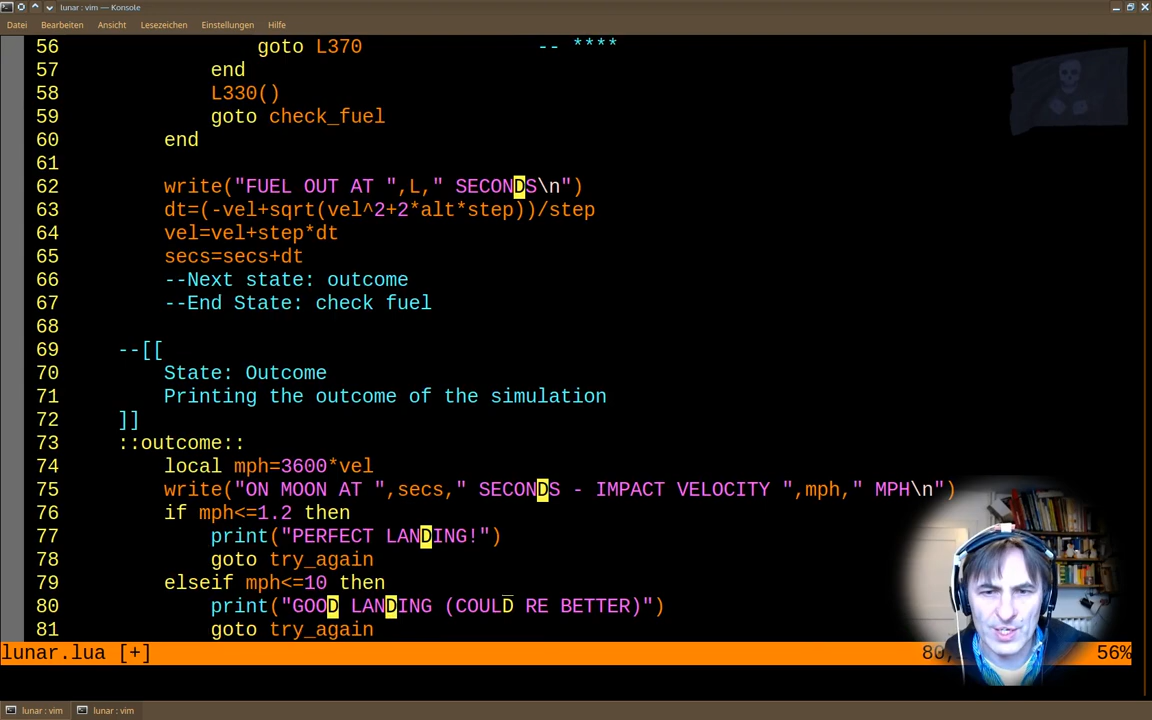 lunar : vim — Konsole
Datei Bearbeiten Ansicht Lesezeichen Einstellungen Hilfe
56 goto L370 -- ****
57 end
58 L330()
59 goto check_fuel
60 end
61
62 write("FUEL OUT AT ",L," SECONDS\n")
63 dt=(-vel+sqrt(vel^2+2*alt*step))/step
64 vel=vel+step*dt
65 secs=secs+dt
66 --Next state: outcome
67 --End State: check fuel
68
69 --[[
70 State: Outcome
71 Printing the outcome of the simulation
72 ]]
73 ::outcome::
74 local mph=3600*vel
75 write("ON MOON AT ",secs," SECONDS - IMPACT VELOCITY ",mph," MPH\n")
76 if mph<=1.2 then
77 print("PERFECT LANDING!")
78 goto try_again
79 elseif mph<=10 then
80 print("GOOD LANDING (COULD RE BETTER)")
81 goto try_again
lunar.lua [+] 80, 56%
lunar : vim lunar : vim